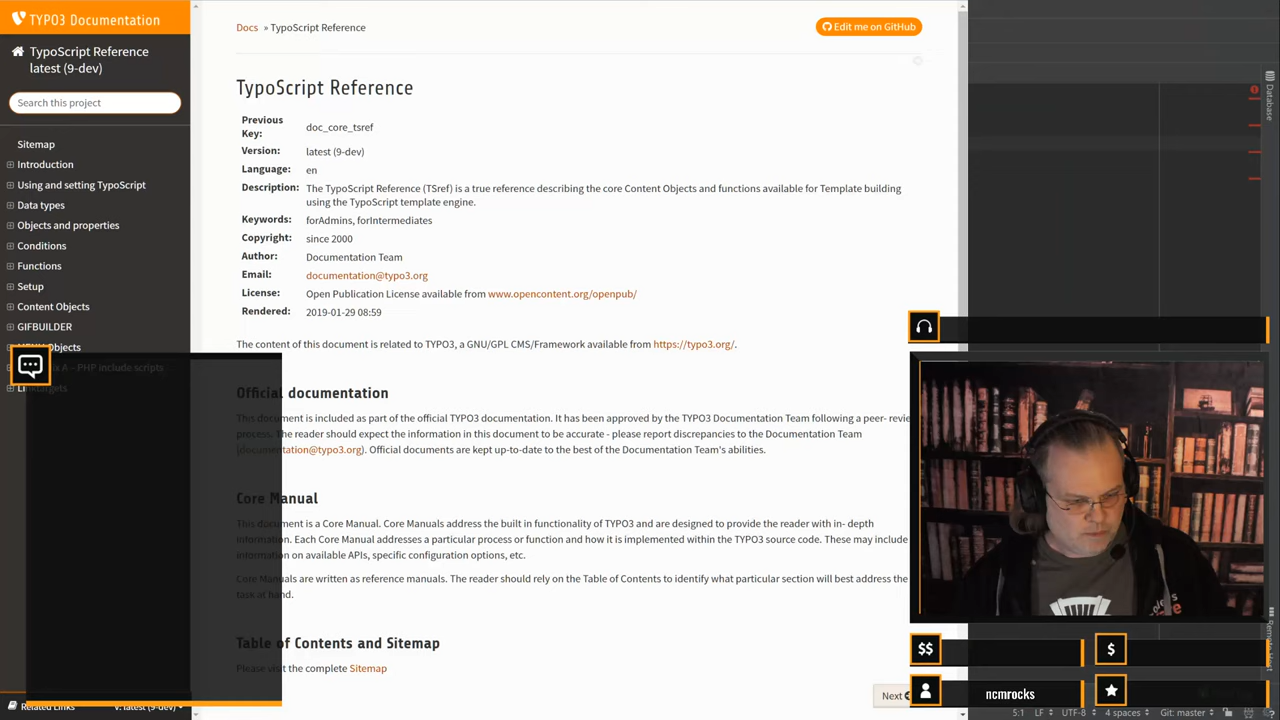 TYPO3 Documentation
TypoScript Reference
latest (9-dev)
Search this project
Sitemap
Introduction
Using and setting TypoScript
Data types
Objects and properties
Conditions
Functions
Setup
Content Objects
GIFBUILDER
Objects
x A - PHP include scripts
Linktargets
Related Links
V: latest (9-dev)
Docs » TypoScript Reference
Edit me on GitHub
TypoScript Reference
Previous Key: doc_core_tsref
Version: latest (9-dev)
Language: en
Description: The TypoScript Reference (TSref) is a true reference describing the core Content Objects and functions available for Template building
using the TypoScript template engine.
Keywords: forAdmins, forIntermediates
Copyright: since 2000
Author: Documentation Team
Email: documentation@typo3.org
License: Open Publication License available from www.opencontent.org/openpub/
Rendered: 2019-01-29 08:59
The content of this document is related to TYPO3, a GNU/GPL CMS/Framework available from https://typo3.org/.
Official documentation
This document is included as part of the official TYPO3 documentation. It has been approved by the TYPO3 Documentation Team following a peer- revie
process. The reader should expect the information in this document to be accurate - please report discrepancies to the Documentation Team
(documentation@typo3.org). Official documents are kept up-to-date to the best of the Documentation Team's abilities.
Core Manual
This document is a Core Manual. Core Manuals address the built in functionality of TYPO3 and are designed to provide the reader with in- depth
information. Each Core Manual addresses a particular process or function and how it is implemented within the TYPO3 source code. These may include
information on available APIs, specific configuration options, etc.
Core Manuals are written as reference manuals. The reader should rely on the Table of Contents to identify what particular section will best address the
task at hand.
Table of Contents and Sitemap
Please visit the complete Sitemap
Next
Database
$$
$
ncmrocks
5:1 LF UTF-8 4 spaces Git: master